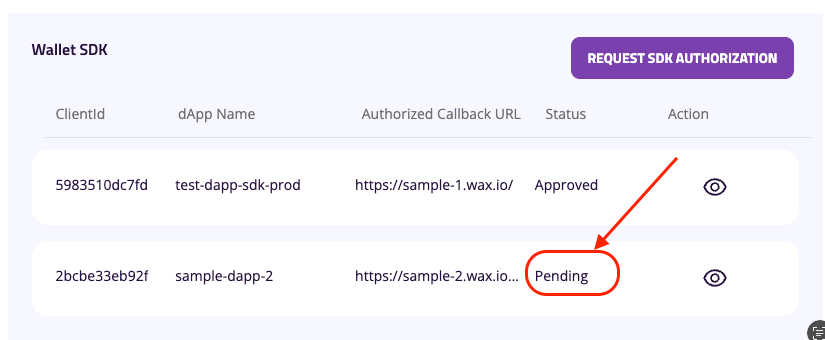 Wallet SDK
REQUEST SDK AUTHORIZATION
ClientId dApp Name Authorized Callback URL Status Action
5983510dc7fd test-dapp-sdk-prod https://sample-1.wax.io/ Approved
2bcbe33eb92f sample-dapp-2 https://sample-2.wax.io... Pending